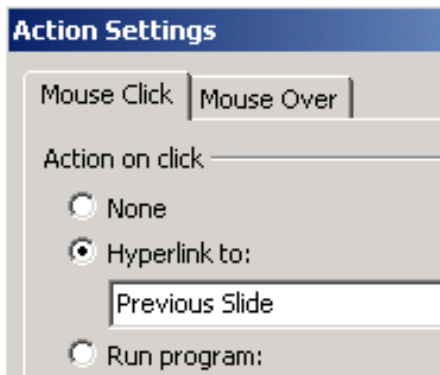 Action Settings
Mouse Click Mouse Over
Action on click
None
Hyperlink to:
Previous Slide
Run program: